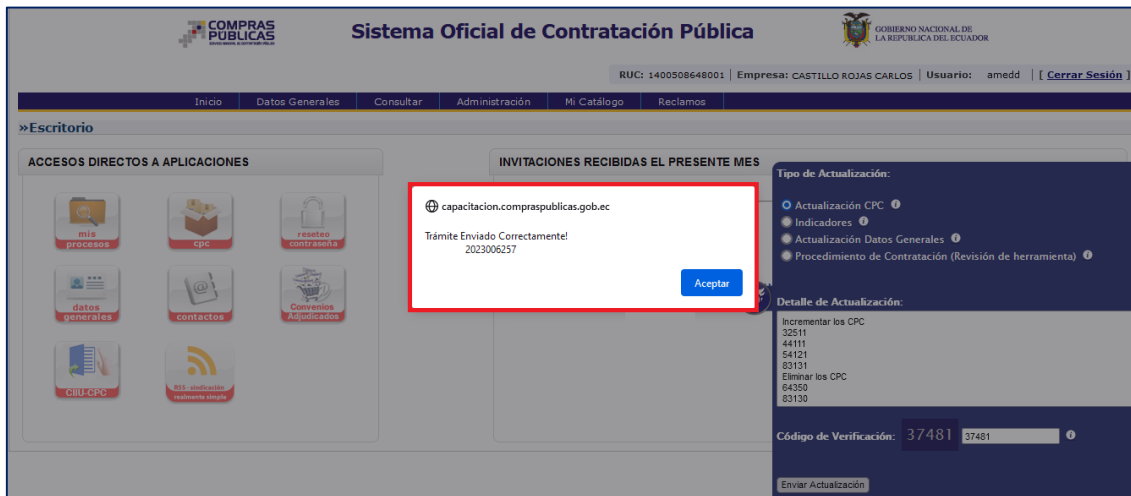 COMPRAS
PÚBLICAS
Sistema Oficial de Contratación Pública
GOBIERNO NACIONAL DE
LA REPUBLICA DEL ECUADOR
RUC: 1400508648001 | Empresa: CASTILLO ROJAS CARLOS | Usuario: amedd | [ Cerrar Sesión ]
Inicio Datos Generales Consultar Administración Mi Catálogo Reclamos
»Escritorio
ACCESOS DIRECTOS A APLICACIONES
mis
procesos
cpc
reseteo
contraseña
datos
generales
contactos
Convenios
Adjudicados
CIIU-CPC
RSS - sindicación
realmente simple
INVITACIONES RECIBIDAS EL PRESENTE MES
capacitacion.compraspublicas.gob.ec
Trámite Enviado Correctamente!
2023006257
Aceptar
Tipo de Actualización:
Actualización CPC
Indicadores
Actualización Datos Generales
Procedimiento de Contratación (Revisión de herramienta)
Detalle de Actualización:
Incrementar los CPC
32511
44111
54121
83131
Eliminar los CPC
64350
83130
Código de Verificación: 37481 37481
Enviar Actualización